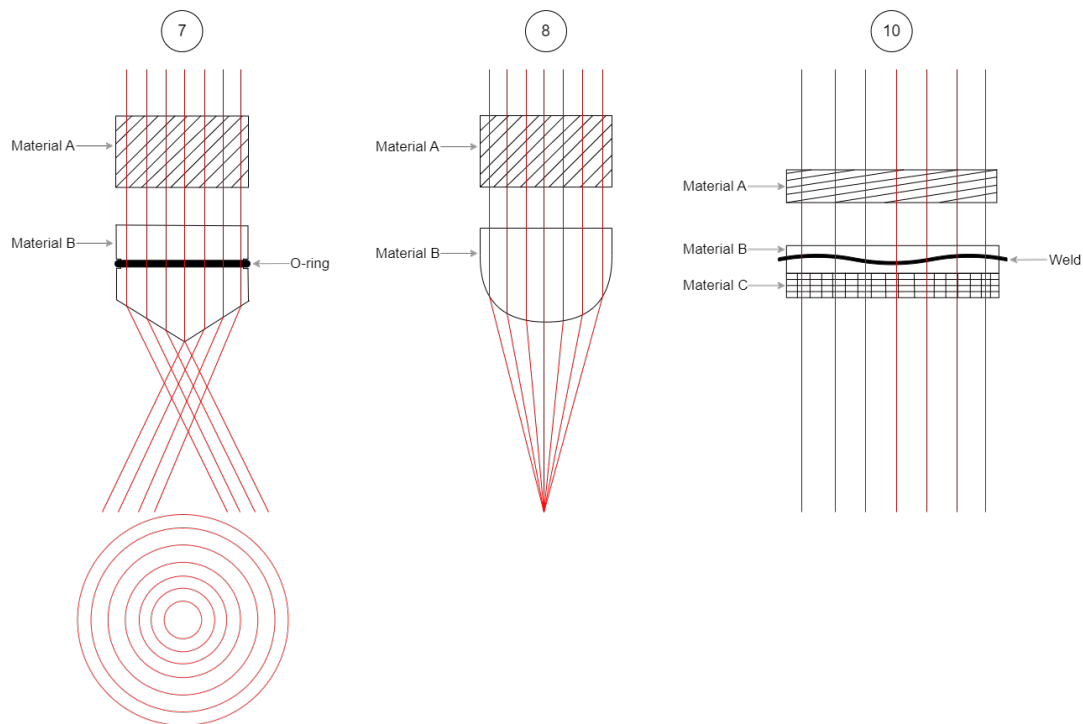 7
8
10
Material A
Material B
O-ring
Material A
Material B
Material A
Material B
Weld
Material C